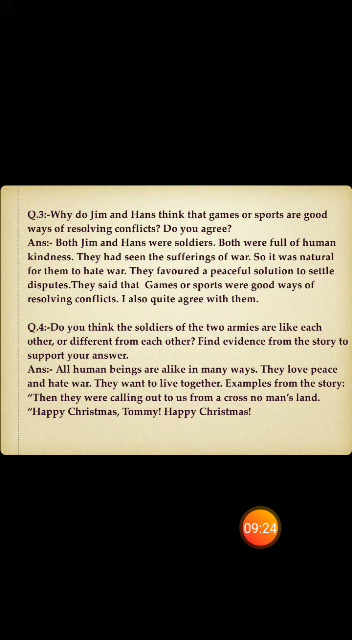 Q.3:-Why do Jim and Hans think that games or sports are good
ways of resolving conflicts? Do you agree?
Ans:- Both Jim and Hans were soldiers. Both were full of human
kindness. They had seen the sufferings of war. So it was natural
for them to hate war. They favoured a peaceful solution to settle
disputes.They said that Games or sports were good ways of
resolving conflicts. I also quite agree with them.
Q.4:-Do you think the soldiers of the two armies are like each
other, or different from each other? Find evidence from the story to
support your answer.
Ans:- All human beings are alike in many ways. They love peace
and hate war. They want to live together. Examples from the story:
“Then they were calling out to us from a cross no man’s land.
“Happy Christmas, Tommy! Happy Christmas!
09:24